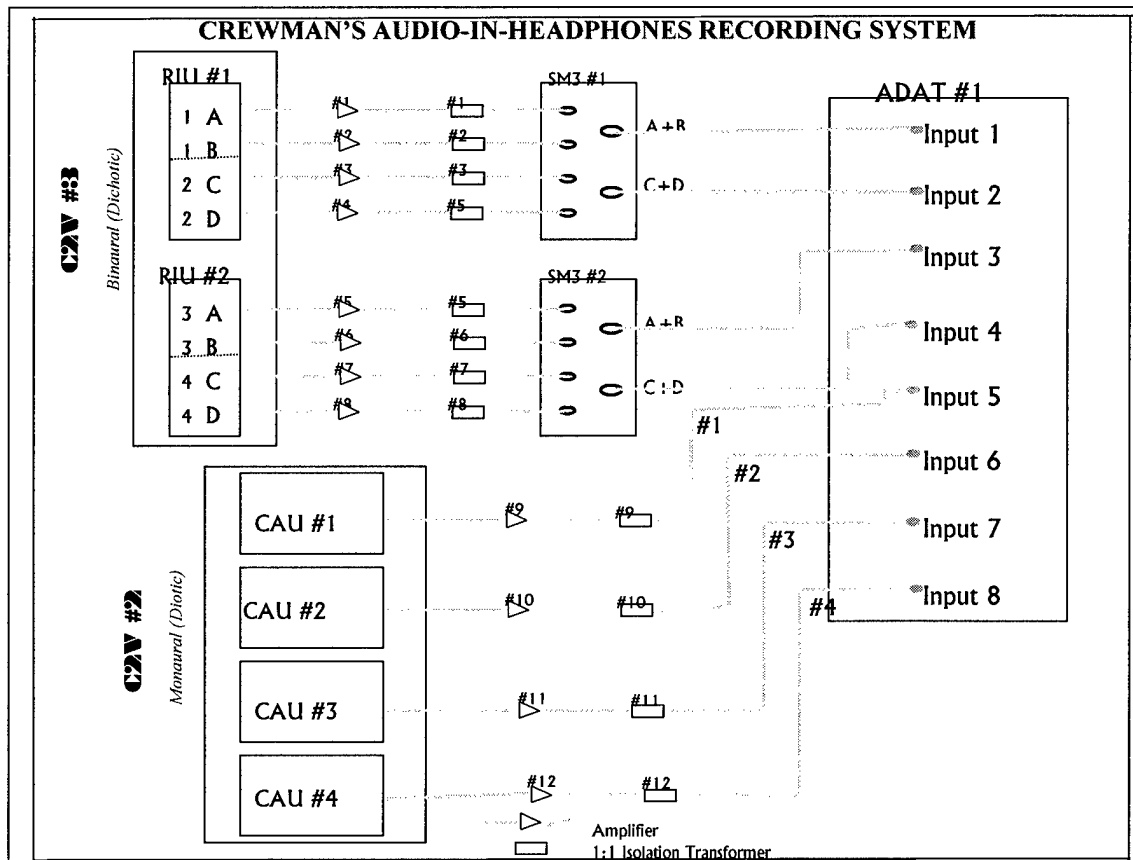 CREWMAN'S AUDIO-IN-HEADPHONES RECORDING SYSTEM
C2V #3
Binaural (Dichotic)
RIU #1
1 A
1 B
2 C
2 D
#1
#2
#3
#4
#1
#2
#3
#5
SM3 #1
A+B
C+D
RIU #2
3 A
3 B
4 C
4 D
#5
#6
#7
#8
#5
#6
#7
#8
SM3 #2
A+B
C+D
ADAT #1
Input 1
Input 2
Input 3
Input 4
Input 5
Input 6
Input 7
Input 8
#1
#2
#3
#4
C2V #2
Monaural (Diotic)
CAU #1
CAU #2
CAU #3
CAU #4
#9
#9
#10
#10
#11
#11
#12
#12
Amplifier
1:1 Isolation Transformer